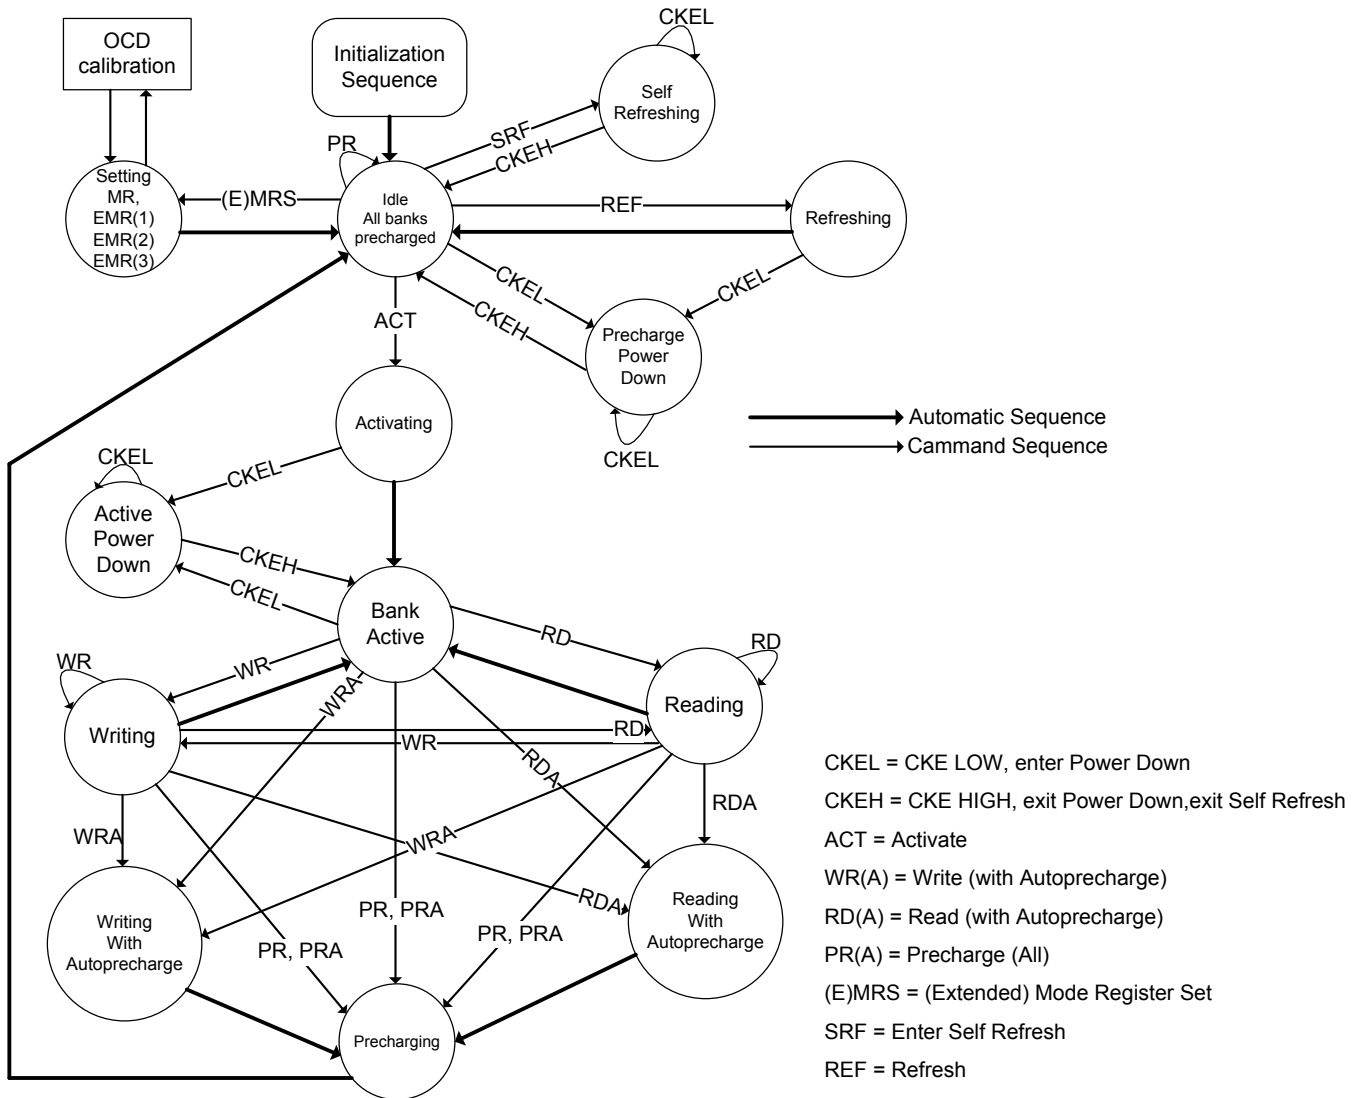 OCD
calibration
Initialization
Sequence
CKEL
Self
Refreshing
SRF
CKEH
PR
Setting
MR,
EMR(1)
EMR(2)
EMR(3)
(E)MRS
Idle
All banks
precharged
REF
Refreshing
CKEL
CKEH
CKEL
ACT
Precharge
Power
Down
CKEL
Activating
Automatic Sequence
Cammand Sequence
CKEL
CKEL
Active
Power
Down
CKEH
CKEL
Bank
Active
RD
RD
WR
WR
WRA
Reading
Writing
RD
WR
RDA
RDA
WRA
WRA
RDA
PR, PRA
PR, PRA
PR, PRA
Writing
With
Autoprecharge
Reading
With
Autoprecharge
Precharging
CKEL = CKE LOW, enter Power Down
CKEH = CKE HIGH, exit Power Down,exit Self Refresh
ACT = Activate
WR(A) = Write (with Autoprecharge)
RD(A) = Read (with Autoprecharge)
PR(A) = Precharge (All)
(E)MRS = (Extended) Mode Register Set
SRF = Enter Self Refresh
REF = Refresh